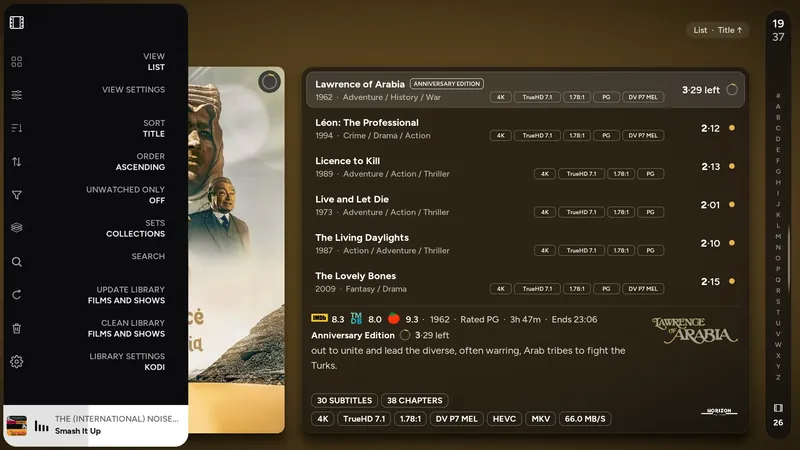 VIEW
LIST
VIEW SETTINGS
SORT
TITLE
ORDER
ASCENDING
UNWATCHED ONLY
OFF
SETS
COLLECTIONS
SEARCH
UPDATE LIBRARY
FILMS AND SHOWS
CLEAN LIBRARY
FILMS AND SHOWS
LIBRARY SETTINGS
KODI
THE (INTERNATIONAL) NOISE...
Smash It Up
List · Title ↑
Lawrence of Arabia ANNIVERSARY EDITION
1962 · Adventure / History / War 4K TrueHD 7.1 1.78:1 PG DV P7 MEL 3·29 left
Léon: The Professional
1994 · Crime / Drama / Action 4K TrueHD 7.1 1.78:1 PG DV P7 MEL 2·12
Licence to Kill
1989 · Adventure / Action / Thriller 4K TrueHD 7.1 1.78:1 PG 2·13
Live and Let Die
1973 · Adventure / Action / Thriller 4K TrueHD 7.1 1.78:1 PG 2·01
The Living Daylights
1987 · Action / Adventure / Thriller 4K TrueHD 7.1 1.78:1 PG 2·10
The Lovely Bones
2009 · Fantasy / Drama 4K TrueHD 7.1 1.78:1 PG DV P7 MEL 2·15
IMDb 8.3 TMDB 8.0 9.3 · 1962 · Rated PG · 3h 47m · Ends 23:06
Anniversary Edition 3·29 left
LAWRENCE OF ARABIA
out to unite and lead the diverse, often warring, Arab tribes to fight the
Turks.
30 SUBTITLES 38 CHAPTERS
4K TrueHD 7.1 1.78:1 DV P7 MEL HEVC MKV 66.0 MB/S
HORIZON
19
37
#
A
B
C
D
E
F
G
H
I
J
K
L
M
N
O
P
Q
R
S
T
U
V
W
X
Y
Z
26